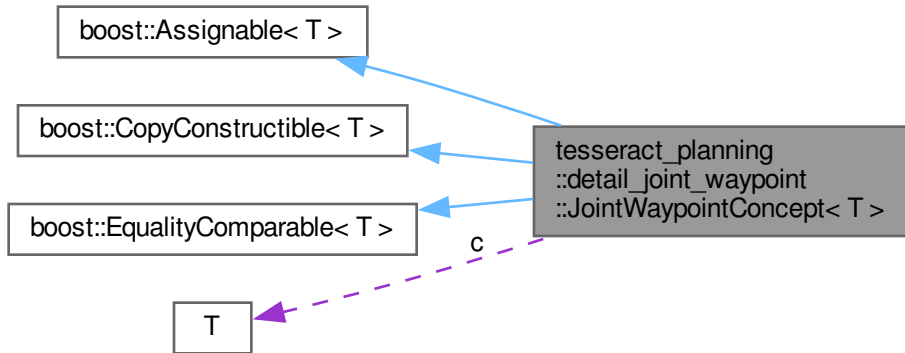 boost::Assignable< T >
boost::CopyConstructible< T >
boost::EqualityComparable< T >
T
c
tesseract_planning
::detail_joint_waypoint
::JointWaypointConcept< T >